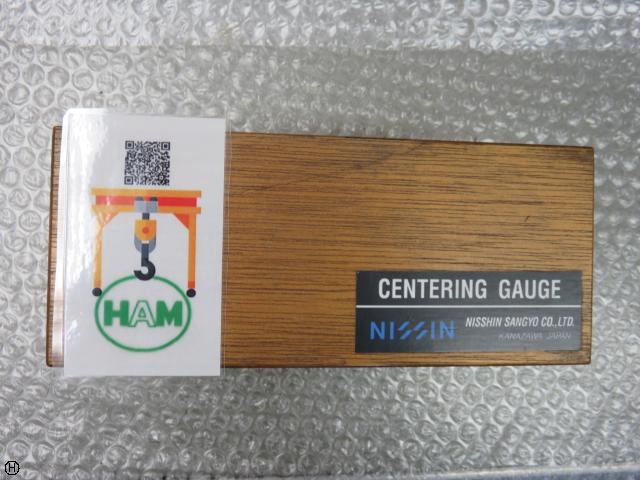 HAM
CENTERING GAUGE
NISSIN NISSHIN SANGYO CO., LTD.
KANAZAWA JAPAN
H